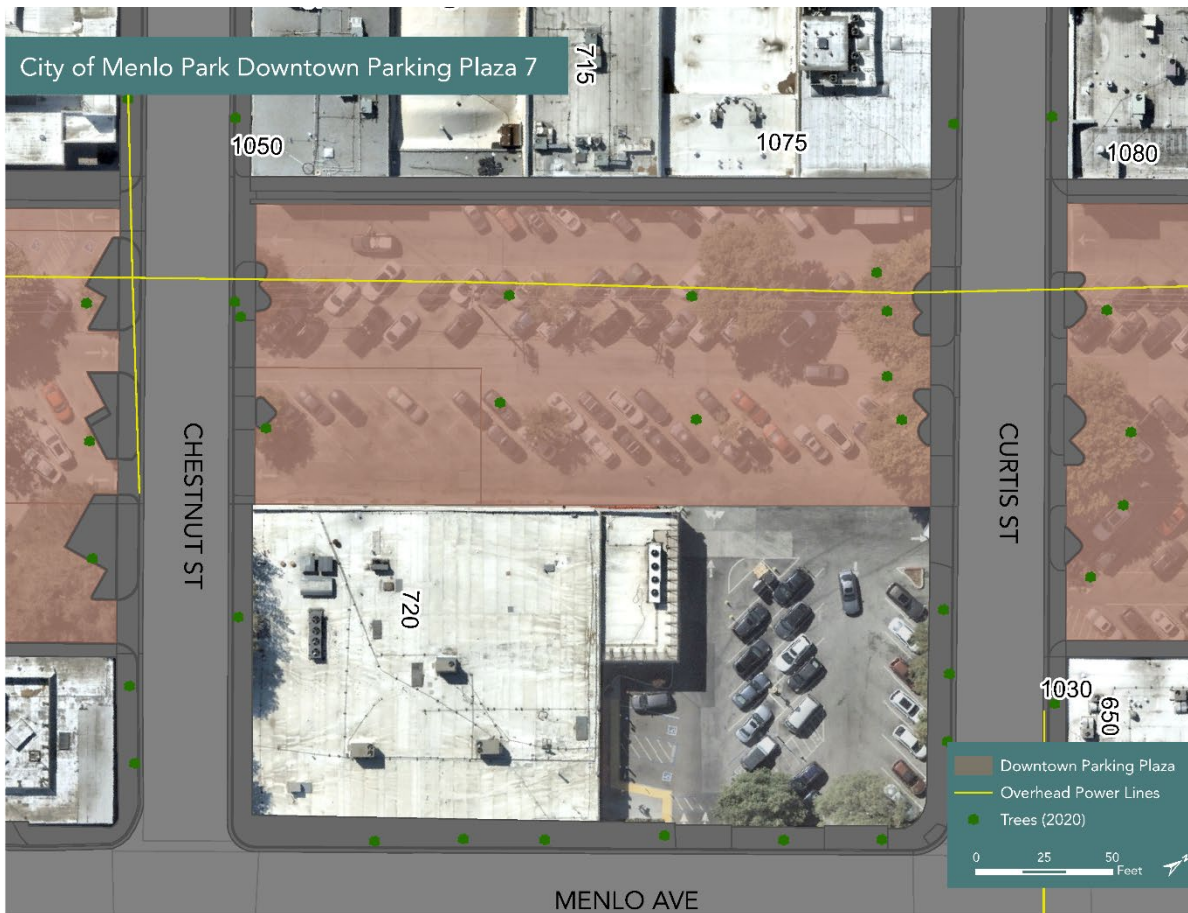 City of Menlo Park Downtown Parking Plaza 7
715
1050
1075
1080
CHESTNUT ST
CURTIS ST
720
1030
650
Downtown Parking Plaza
Overhead Power Lines
Trees (2020)
0 25 50
Feet
MENLO AVE